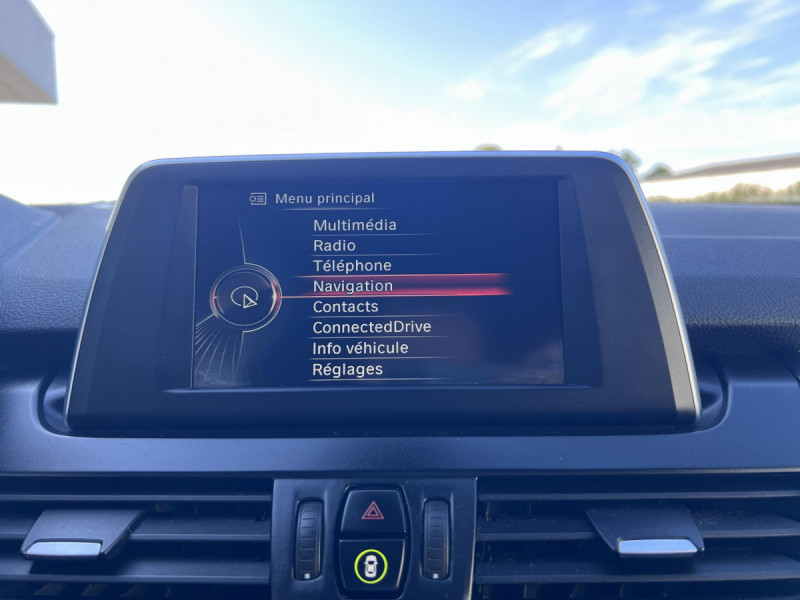 Menu principal
Multimédia
Radio
Téléphone
Navigation
Contacts
ConnectedDrive
Info véhicule
Réglages